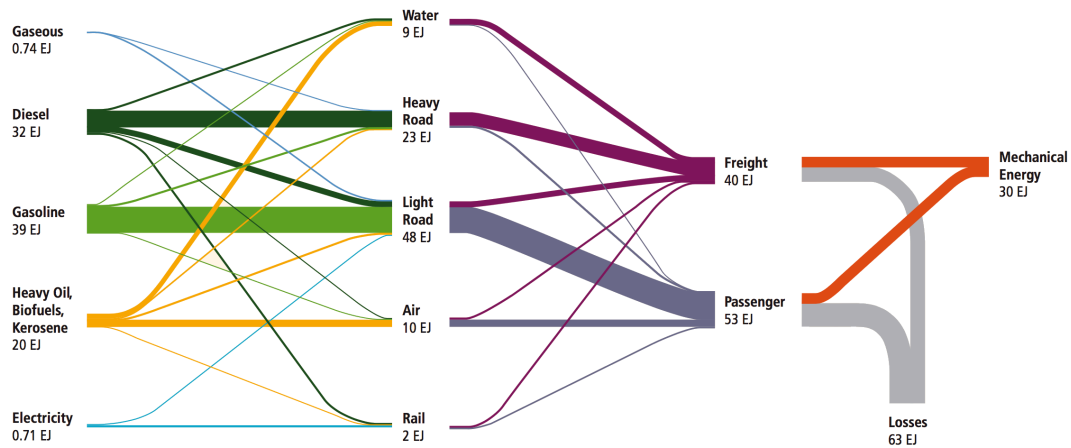 Gaseous
0.74 EJ
Diesel
32 EJ
Gasoline
39 EJ
Heavy Oil,
Biofuels,
Kerosene
20 EJ
Electricity
0.71 EJ
Water
9 EJ
Heavy
Road
23 EJ
Light
Road
48 EJ
Air
10 EJ
Rail
2 EJ
Freight
40 EJ
Passenger
53 EJ
Mechanical
Energy
30 EJ
Losses
63 EJ